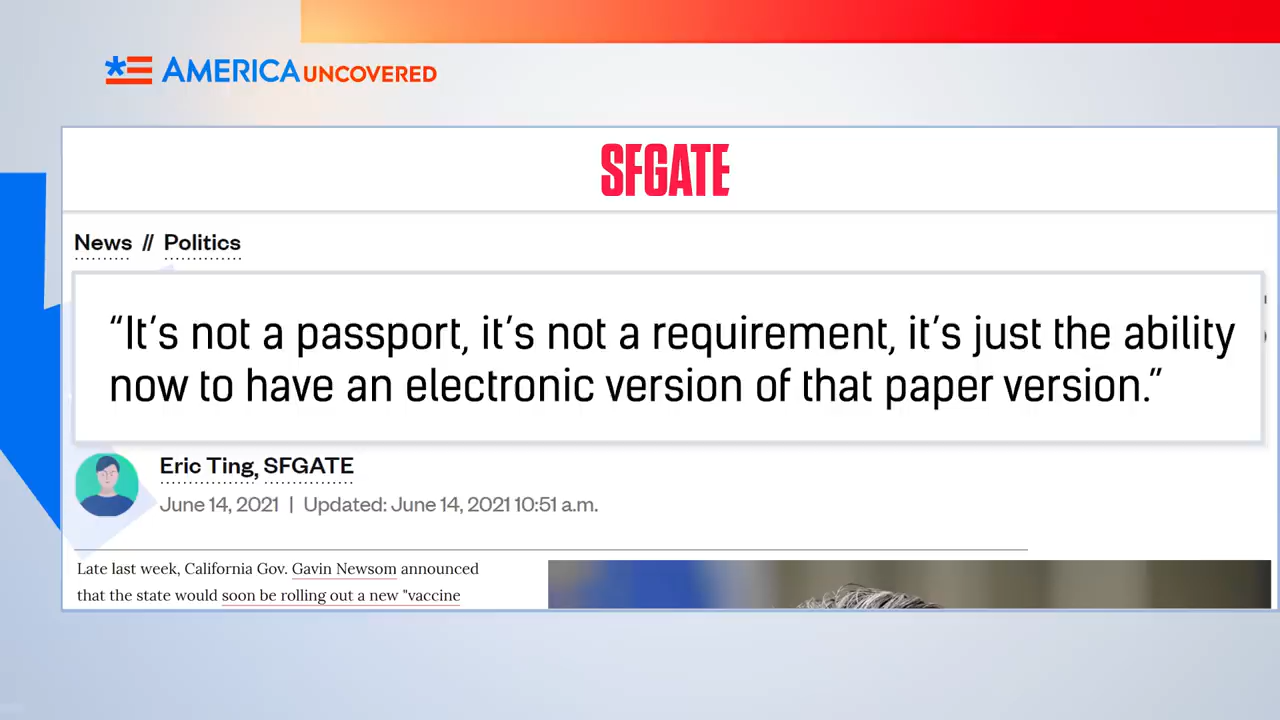 AMERICA UNCOVERED
SFGATE
News // Politics
“It’s not a passport, it’s not a requirement, it’s just the ability
now to have an electronic version of that paper version.”
Eric Ting, SFGATE
June 14, 2021 | Updated: June 14, 2021 10:51 a.m.
Late last week, California Gov. Gavin Newsom announced
that the state would soon be rolling out a new "vaccine